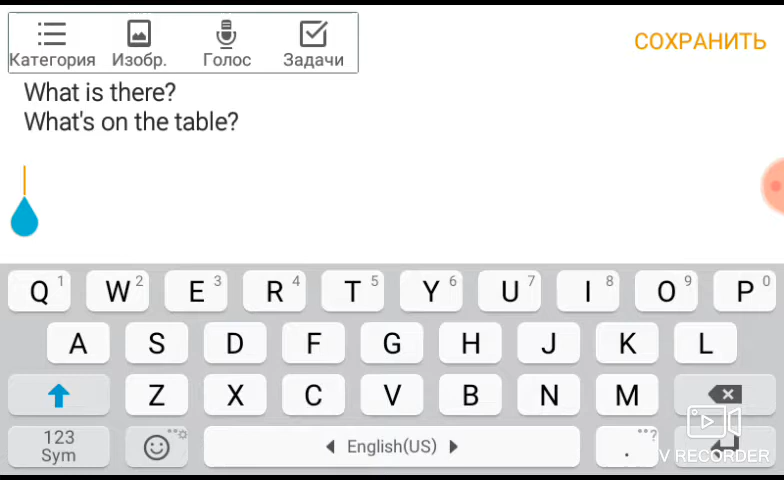 Категория Изобр. Голос Задачи
СОХРАНИТЬ
What is there?
What's on the table?
Q 1 W 2 E 3 R 4 T 5 Y 6 U 7 I 8 O 9 P 0
A S D F G H J K L
Z X C V B N M
123
Sym
English(US)
. ?
V RECORDER